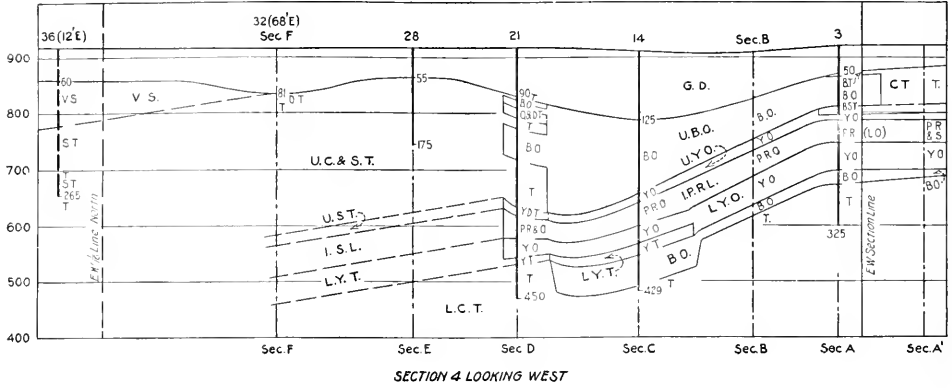 32(68'E)
36(12'E) Sec F 28 21 14 Sec.B 3
900
800
700
600
500
400
60
VS
ST
T
ST
265
T
E.W.½ Line North
V S.
81
T
D T
55
175
U.C.& S.T.
U.S.T.
I. S.L.
L.Y. T.
L.C.T.
90
T
BO
O.&D.T.
T
BO
T
YDT
PR&O
YO
YT
T
450
125
BO
YO
PRO
YO
YT
429
T
G. D.
U.B.O.
U.Y.O.
I.P.R.L.
L.Y.O.
B.O.
L.Y.T.
B.O.
YO
PRO
YO
BO
T.
50
B.T.
BO
BST
YO
PR
(LO)
YO
BO
T
325
E.W Section Line
CT
T.
PR
& S
YO
BO
Sec.F Sec.E Sec D Sec.C Sec.B Sec A Sec.A'
SECTION 4 LOOKING WEST